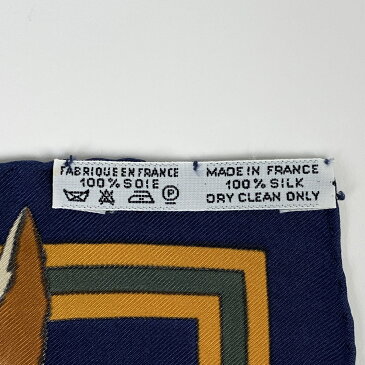 FABRIQUE EN FRANCE
100% SOIE
MADE IN FRANCE
100% SILK
DRY CLEAN ONLY